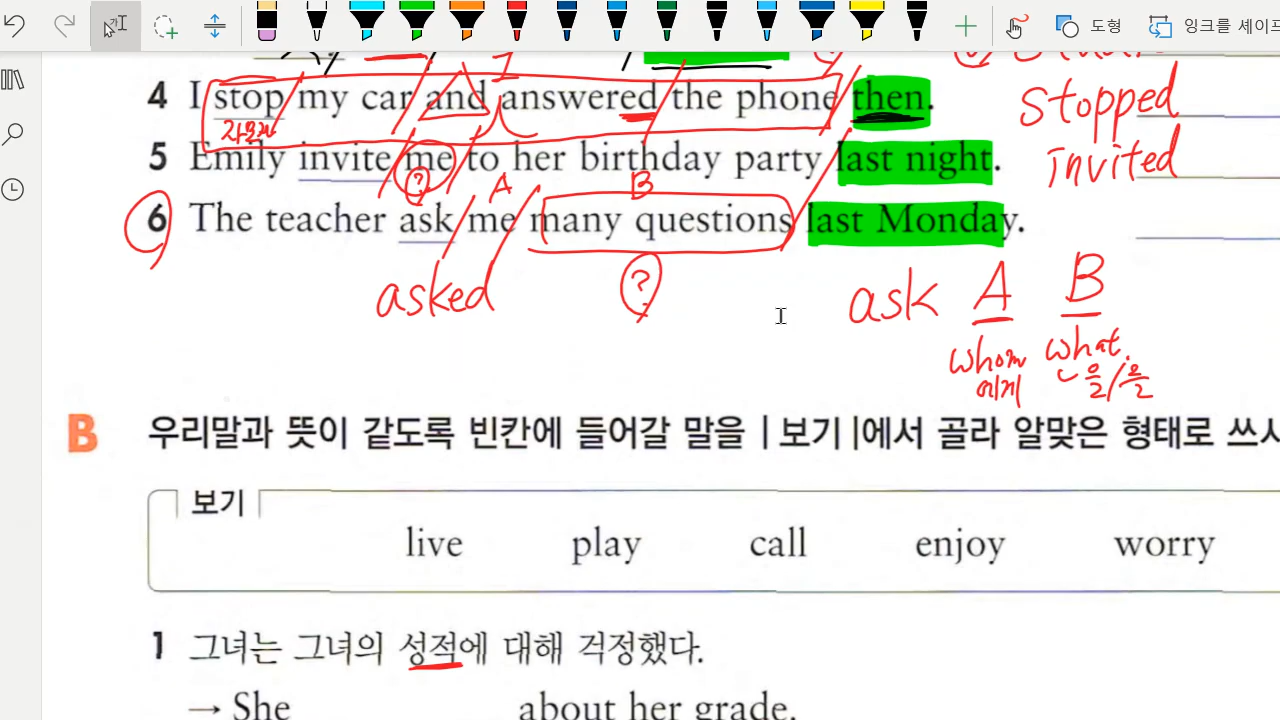 도형
잉크를 셰이프
4 I stop my car and answered the phone then.
stopped
5 Emily invite me to her birthday party last night.
invited
? A B
6 The teacher ask me many questions last Monday.
asked
?
ask A B
whom what
에게 을/를
B 우리말과 뜻이 같도록 빈칸에 들어갈 말을 | 보기 |에서 골라 알맞은 형태로 쓰시
보기
live play call enjoy worry
1 그녀는 그녀의 성적에 대해 걱정했다.
→ She about her grade.